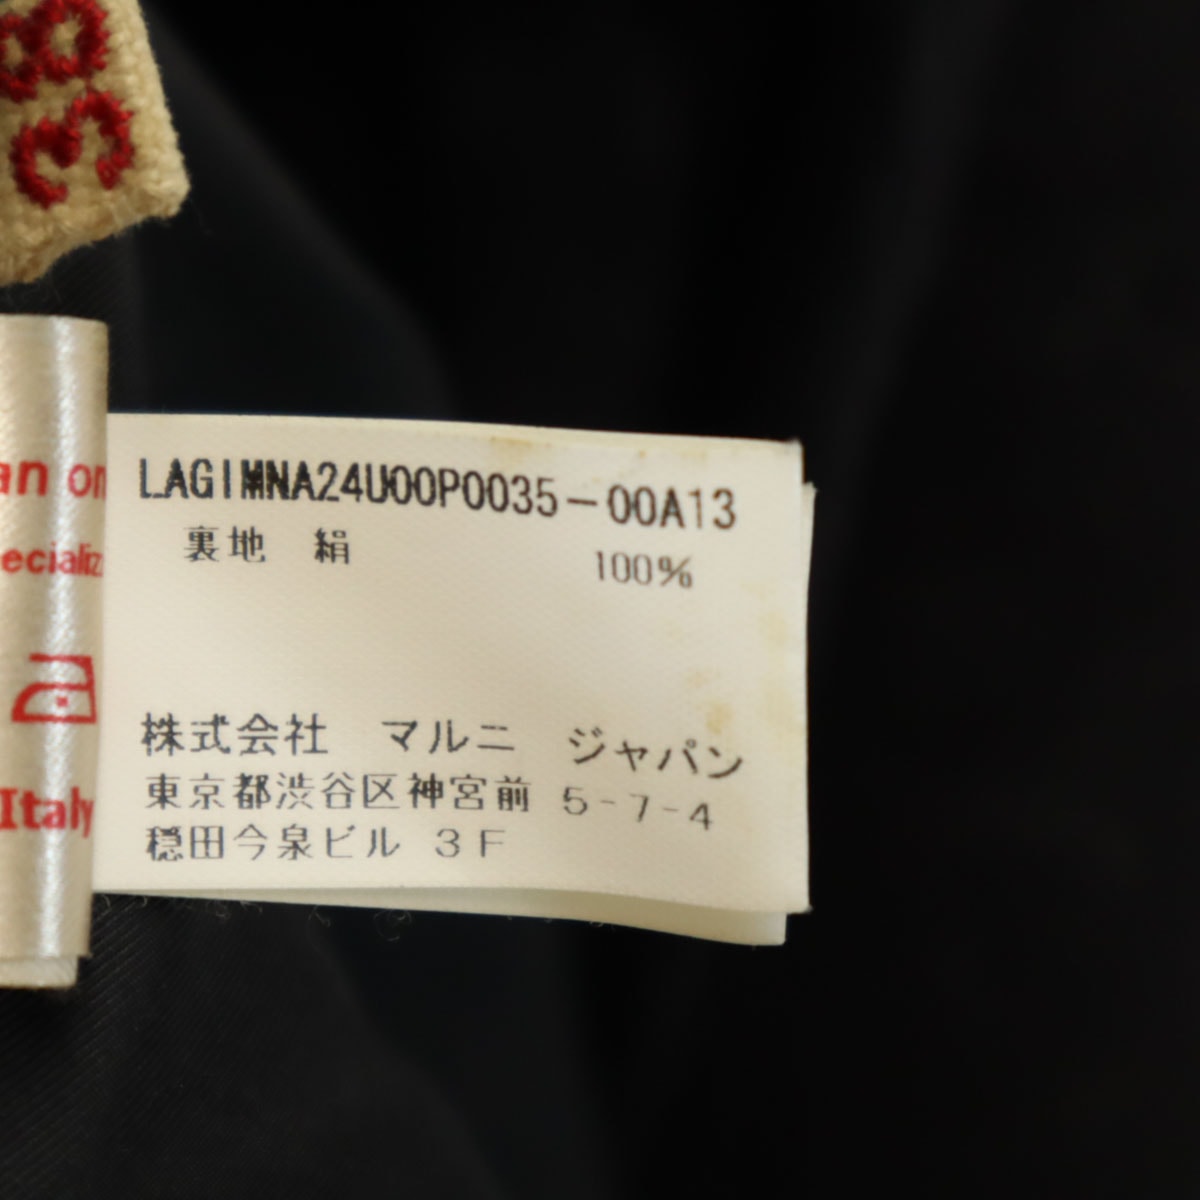 38
an on
ecializ
Italy
LAGIMNA24U00P0035-00A13
裏地 絹 100%
株式会社 マルニ ジャパン
東京都渋谷区神宮前 5-7-4
穏田今泉ビル 3F